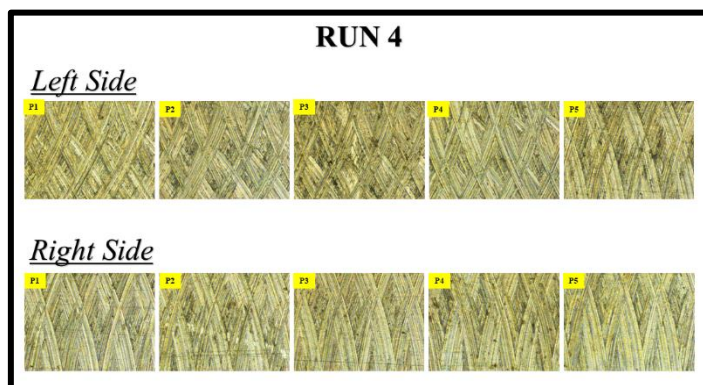 RUN 4
Left Side
P1 P2 P3 P4 P5
Right Side
P1 P2 P3 P4 P5